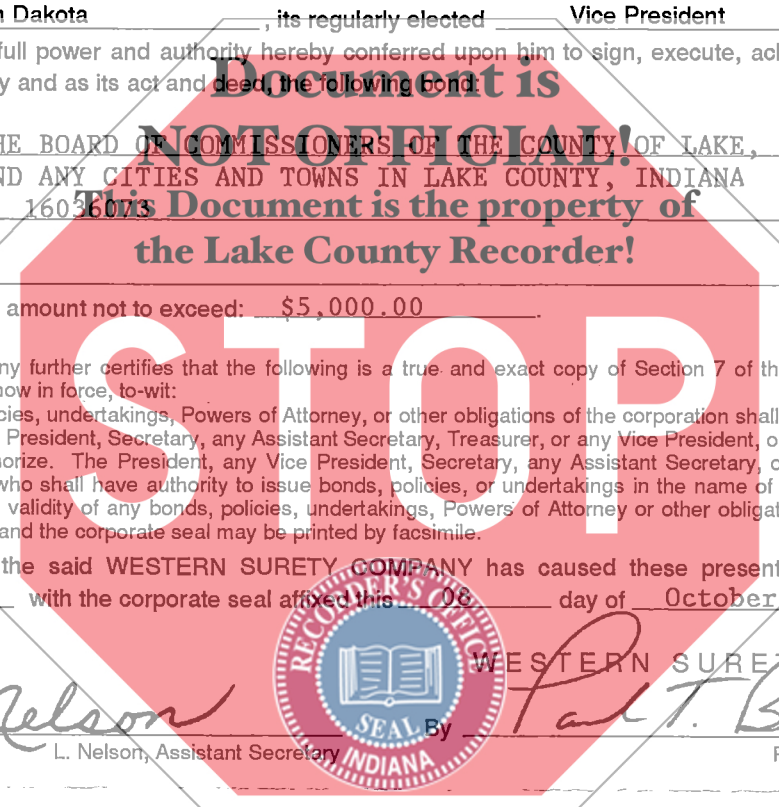 n Dakota , its regularly elected Vice President
full power and authority hereby conferred upon him to sign, execute, ack
y and as its act and deed, the following bond:
Document is
NOT OFFICIAL!
HE BOARD OF COMMISSIONERS OF THE COUNTY OF LAKE,
ND ANY CITIES AND TOWNS IN LAKE COUNTY, INDIANA
16036073
This Document is the property of
the Lake County Recorder!
amount not to exceed: $5,000.00 .
STOP
ny further certifies that the following is a true and exact copy of Section 7 of th
now in force, to-wit:
cies, undertakings, Powers of Attorney, or other obligations of the corporation shall
President, Secretary, any Assistant Secretary, Treasurer, or any Vice President, o
orize. The President, any Vice President, Secretary, any Assistant Secretary, o
who shall have authority to issue bonds, policies, or undertakings in the name of
validity of any bonds, policies, undertakings, Powers of Attorney or other obligat
and the corporate seal may be printed by facsimile.
the said WESTERN SURETY COMPANY has caused these present
with the corporate seal affixed this 08 day of October
RECORDER'S OFFICE
SEAL
INDIANA
WESTERN SURET
Nelson
By Paul T. B
L. Nelson, Assistant Secretary